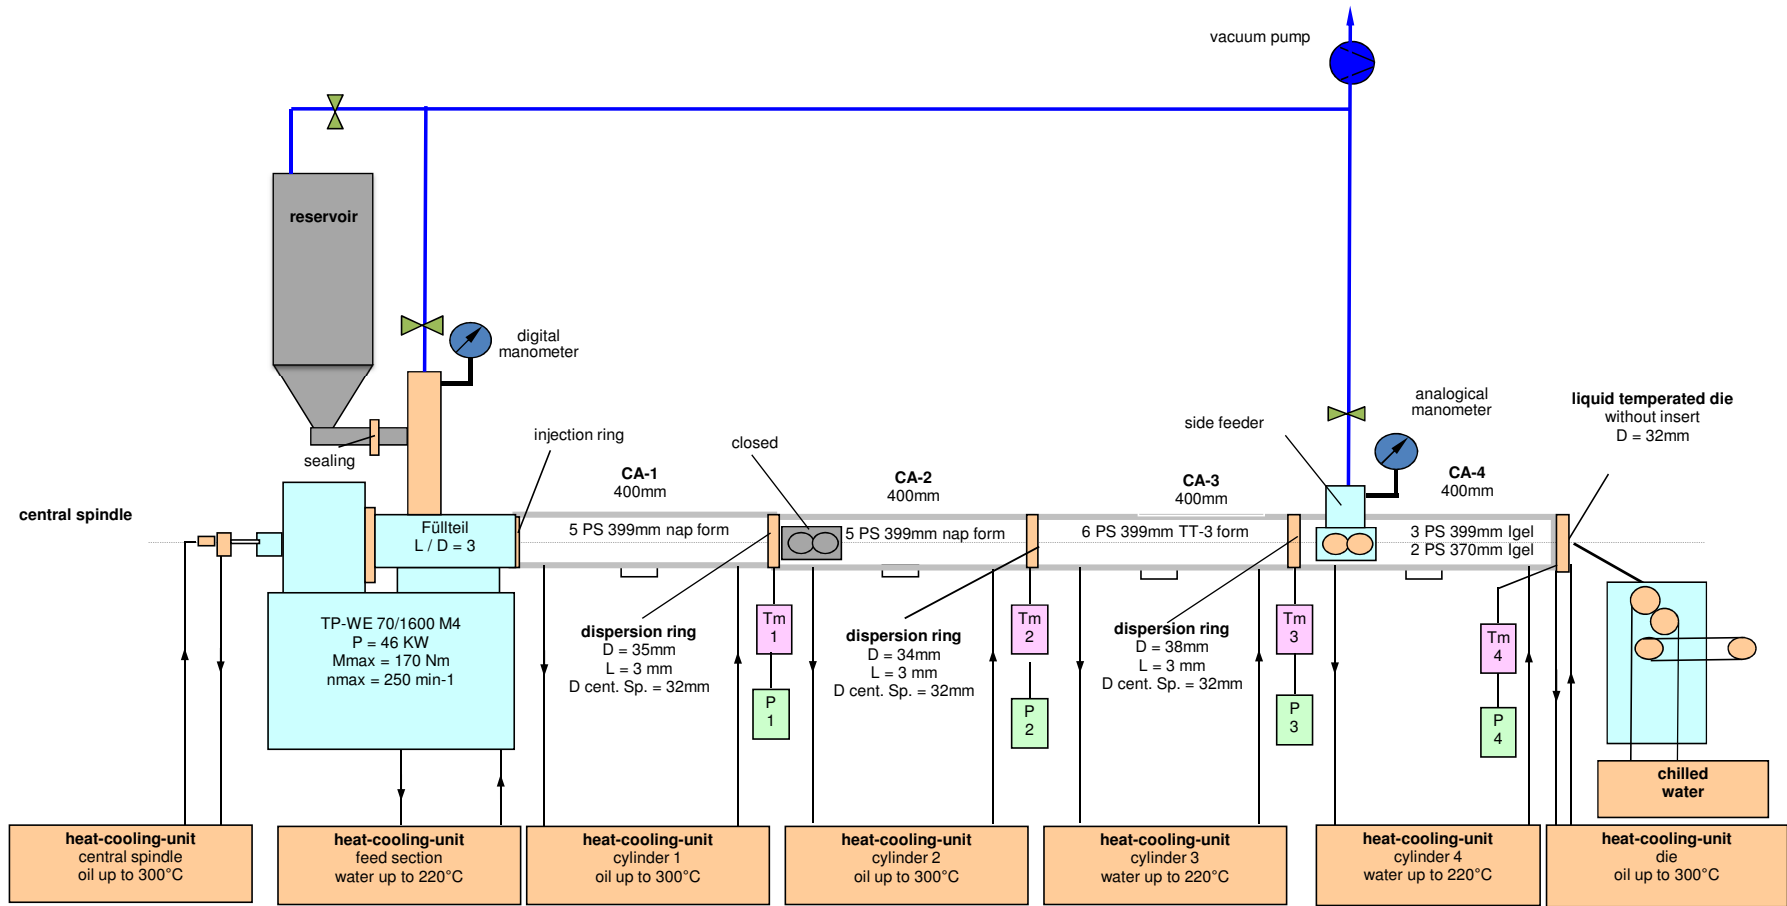 vacuum pump
reservoir
digital
manometer
sealing
injection ring
closed
side feeder
analogical
manometer
liquid temperated die
without insert
D = 32mm
CA-1
400mm
CA-2
400mm
CA-3
400mm
CA-4
400mm
central spindle
Füllteil
L / D = 3
5 PS 399mm nap form
5 PS 399mm nap form
6 PS 399mm TT-3 form
3 PS 399mm Igel
2 PS 370mm Igel
TP-WE 70/1600 M4
P = 46 KW
Mmax = 170 Nm
nmax = 250 min-1
dispersion ring
D = 35mm
L = 3 mm
D cent. Sp. = 32mm
Tm
1
P
1
dispersion ring
D = 34mm
L = 3 mm
D cent. Sp. = 32mm
Tm
2
P
2
dispersion ring
D = 38mm
L = 3 mm
D cent. Sp. = 32mm
Tm
3
P
3
Tm
4
P
4
chilled
water
heat-cooling-unit
central spindle
oil up to 300°C
heat-cooling-unit
feed section
water up to 220°C
heat-cooling-unit
cylinder 1
oil up to 300°C
heat-cooling-unit
cylinder 2
oil up to 300°C
heat-cooling-unit
cylinder 3
water up to 220°C
heat-cooling-unit
cylinder 4
water up to 220°C
heat-cooling-unit
die
oil up to 300°C